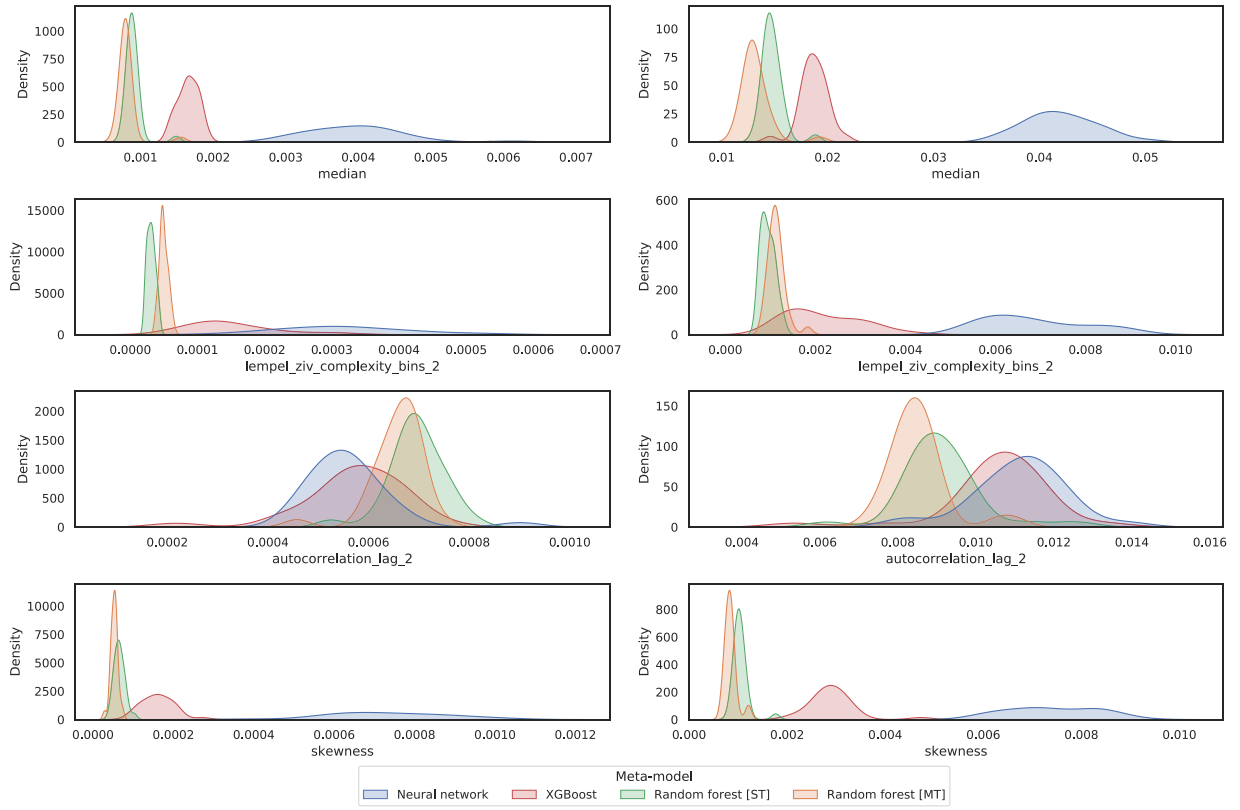 Density
1000
750
500
250
0
0.001 0.002 0.003 0.004 0.005 0.006 0.007
median
Density
100
75
50
25
0
0.01 0.02 0.03 0.04 0.05
median
Density
15000
10000
5000
0
0.0000 0.0001 0.0002 0.0003 0.0004 0.0005 0.0006 0.0007
lempel_ziv_complexity_bins_2
Density
600
400
200
0
0.000 0.002 0.004 0.006 0.008 0.010
lempel_ziv_complexity_bins_2
Density
2000
1500
1000
500
0
0.0002 0.0004 0.0006 0.0008 0.0010
autocorrelation_lag_2
Density
150
100
50
0
0.004 0.006 0.008 0.010 0.012 0.014 0.016
autocorrelation_lag_2
Density
10000
7500
5000
2500
0
0.0000 0.0002 0.0004 0.0006 0.0008 0.0010 0.0012
skewness
Density
800
600
400
200
0
0.000 0.002 0.004 0.006 0.008 0.010
skewness
Meta-model
Neural network XGBoost Random forest [ST] Random forest [MT]